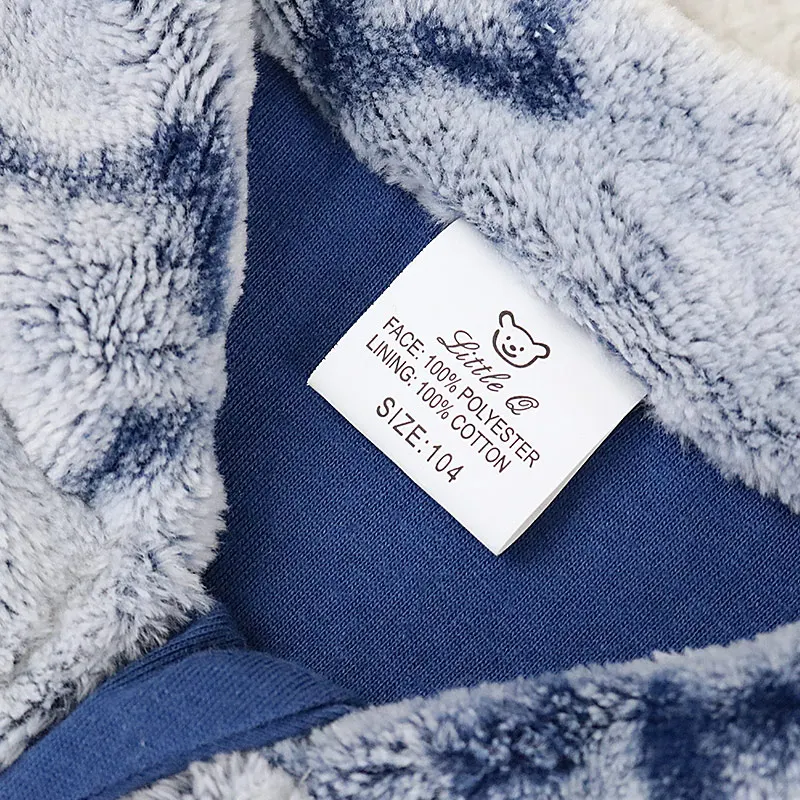 Little Q
FACE: 100% POLYESTER
LINING: 100% COTTON
SIZE:104